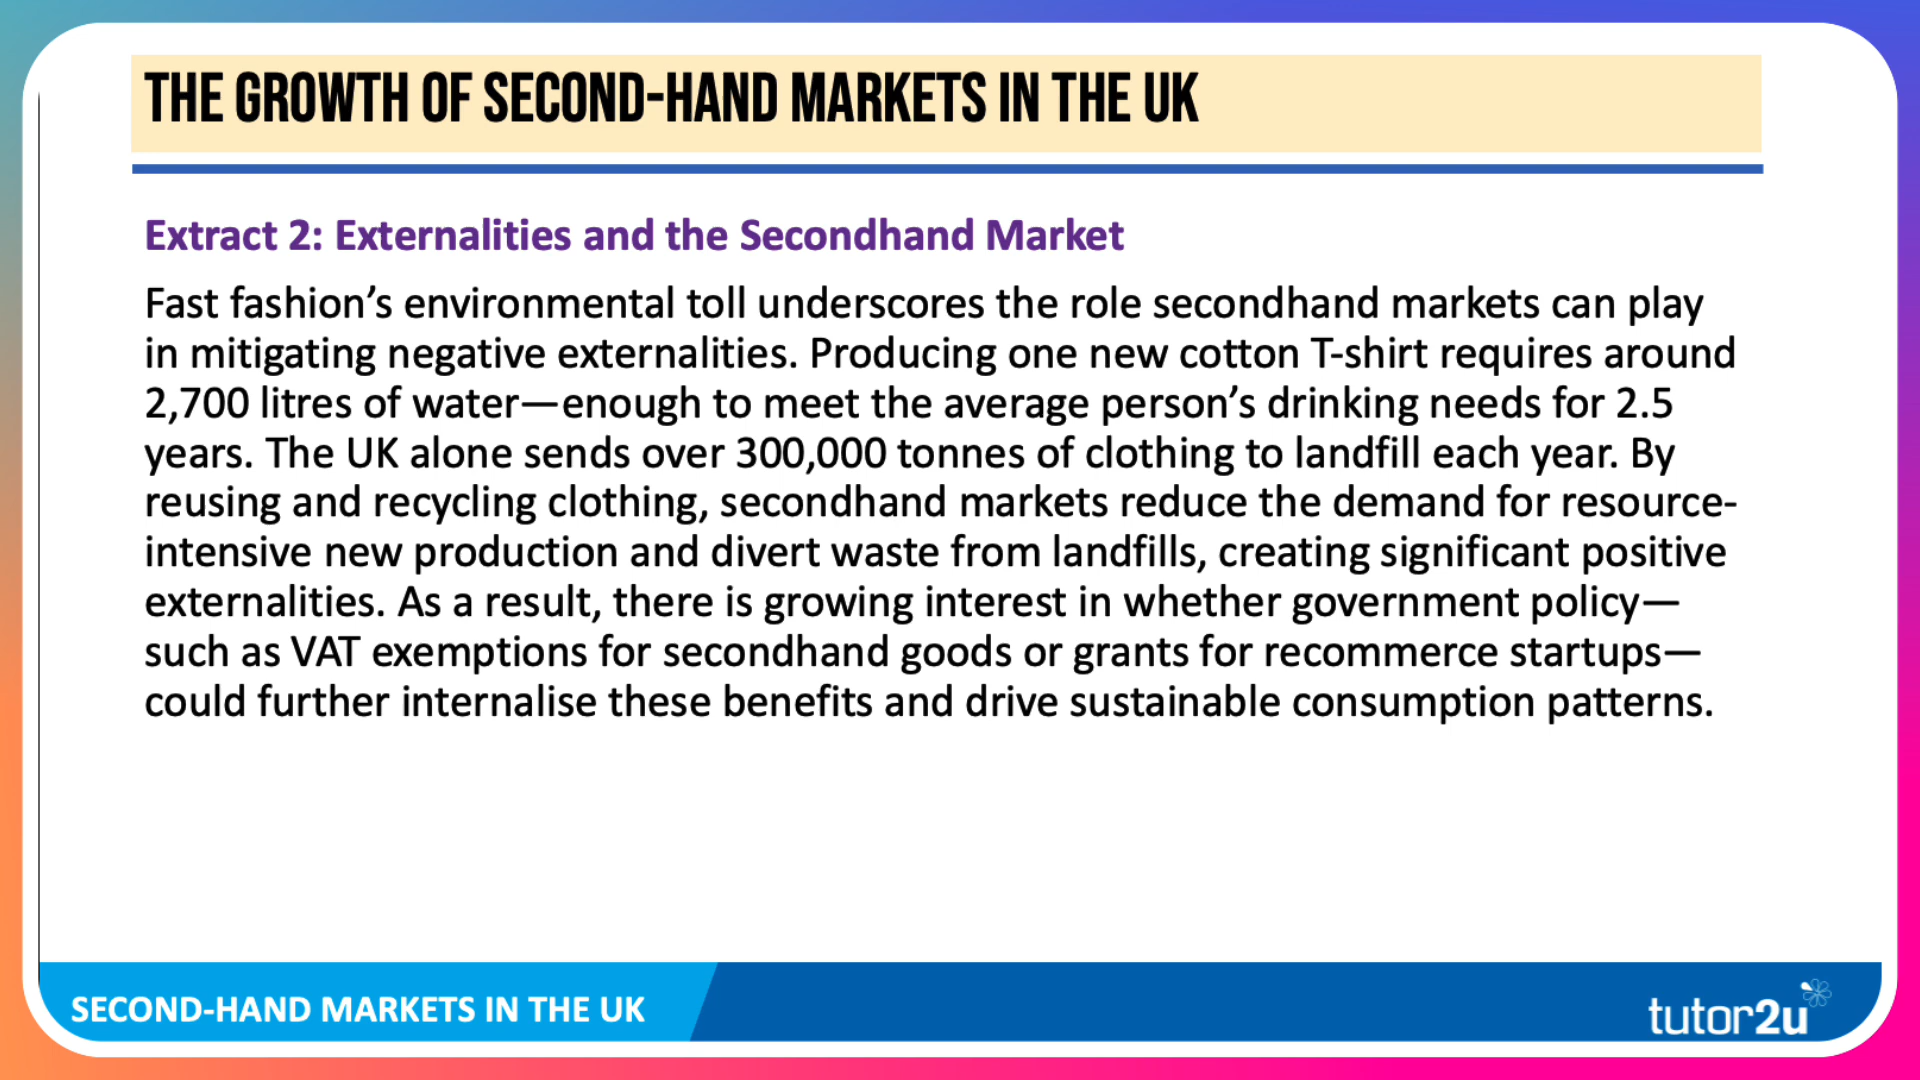 THE GROWTH OF SECOND-HAND MARKETS IN THE UK
Extract 2: Externalities and the Secondhand Market
Fast fashion’s environmental toll underscores the role secondhand markets can play
in mitigating negative externalities. Producing one new cotton T-shirt requires around
2,700 litres of water—enough to meet the average person’s drinking needs for 2.5
years. The UK alone sends over 300,000 tonnes of clothing to landfill each year. By
reusing and recycling clothing, secondhand markets reduce the demand for resource-
intensive new production and divert waste from landfills, creating significant positive
externalities. As a result, there is growing interest in whether government policy—
such as VAT exemptions for secondhand goods or grants for recommerce startups—
could further internalise these benefits and drive sustainable consumption patterns.
SECOND-HAND MARKETS IN THE UK
tutor2u